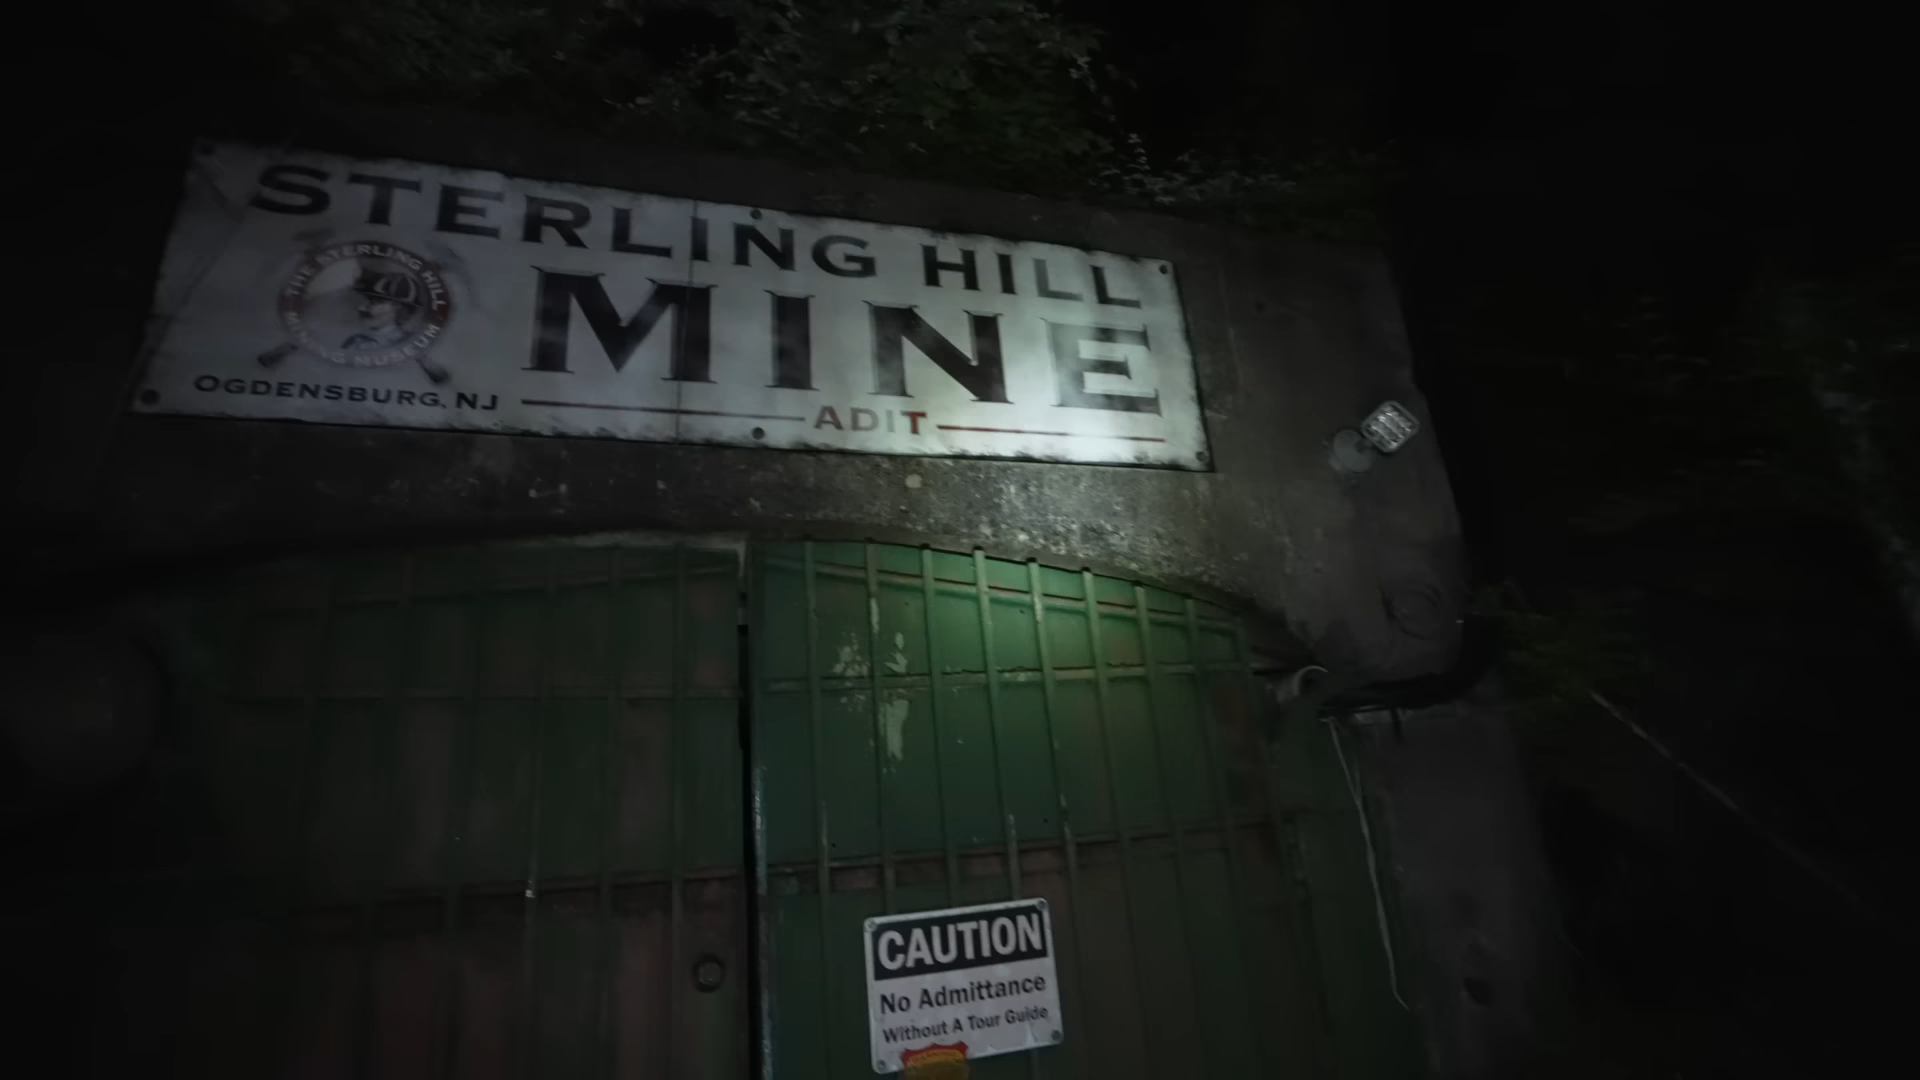 STERLING HILL
MINE
THE STERLING HILL
MINING MUSEUM
OGDENSBURG, NJ
ADIT
CAUTION
No Admittance
Without A Tour Guide